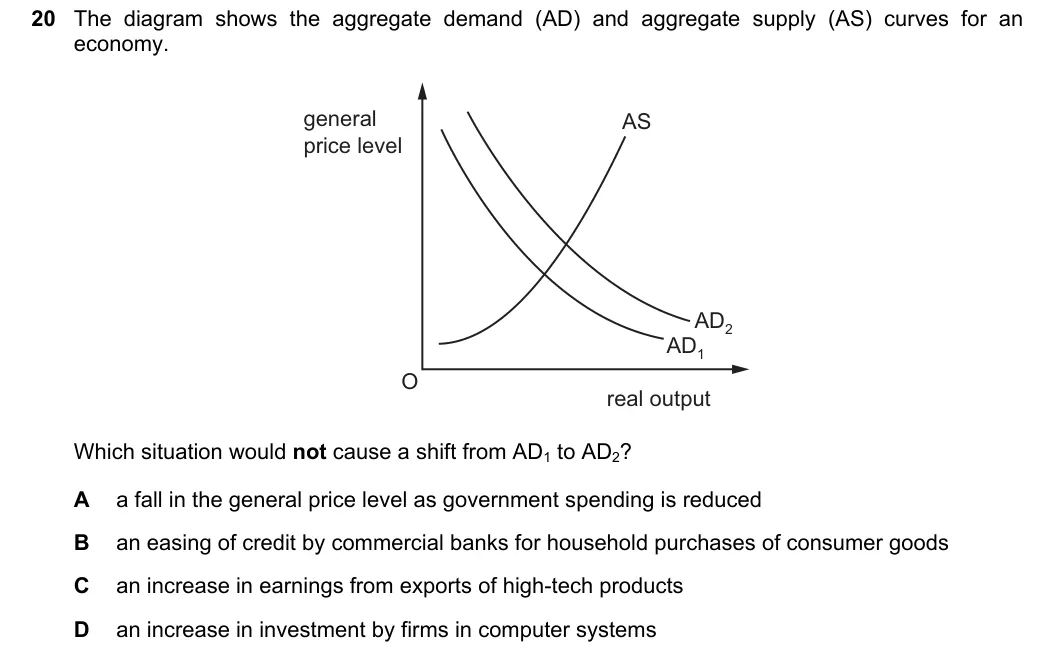 20 The diagram shows the aggregate demand (AD) and aggregate supply (AS) curves for an
economy.
general
price level
AS
AD₂
AD₁
O
real output
Which situation would not cause a shift from AD₁ to AD₂?
A a fall in the general price level as government spending is reduced
B an easing of credit by commercial banks for household purchases of consumer goods
C an increase in earnings from exports of high-tech products
D an increase in investment by firms in computer systems